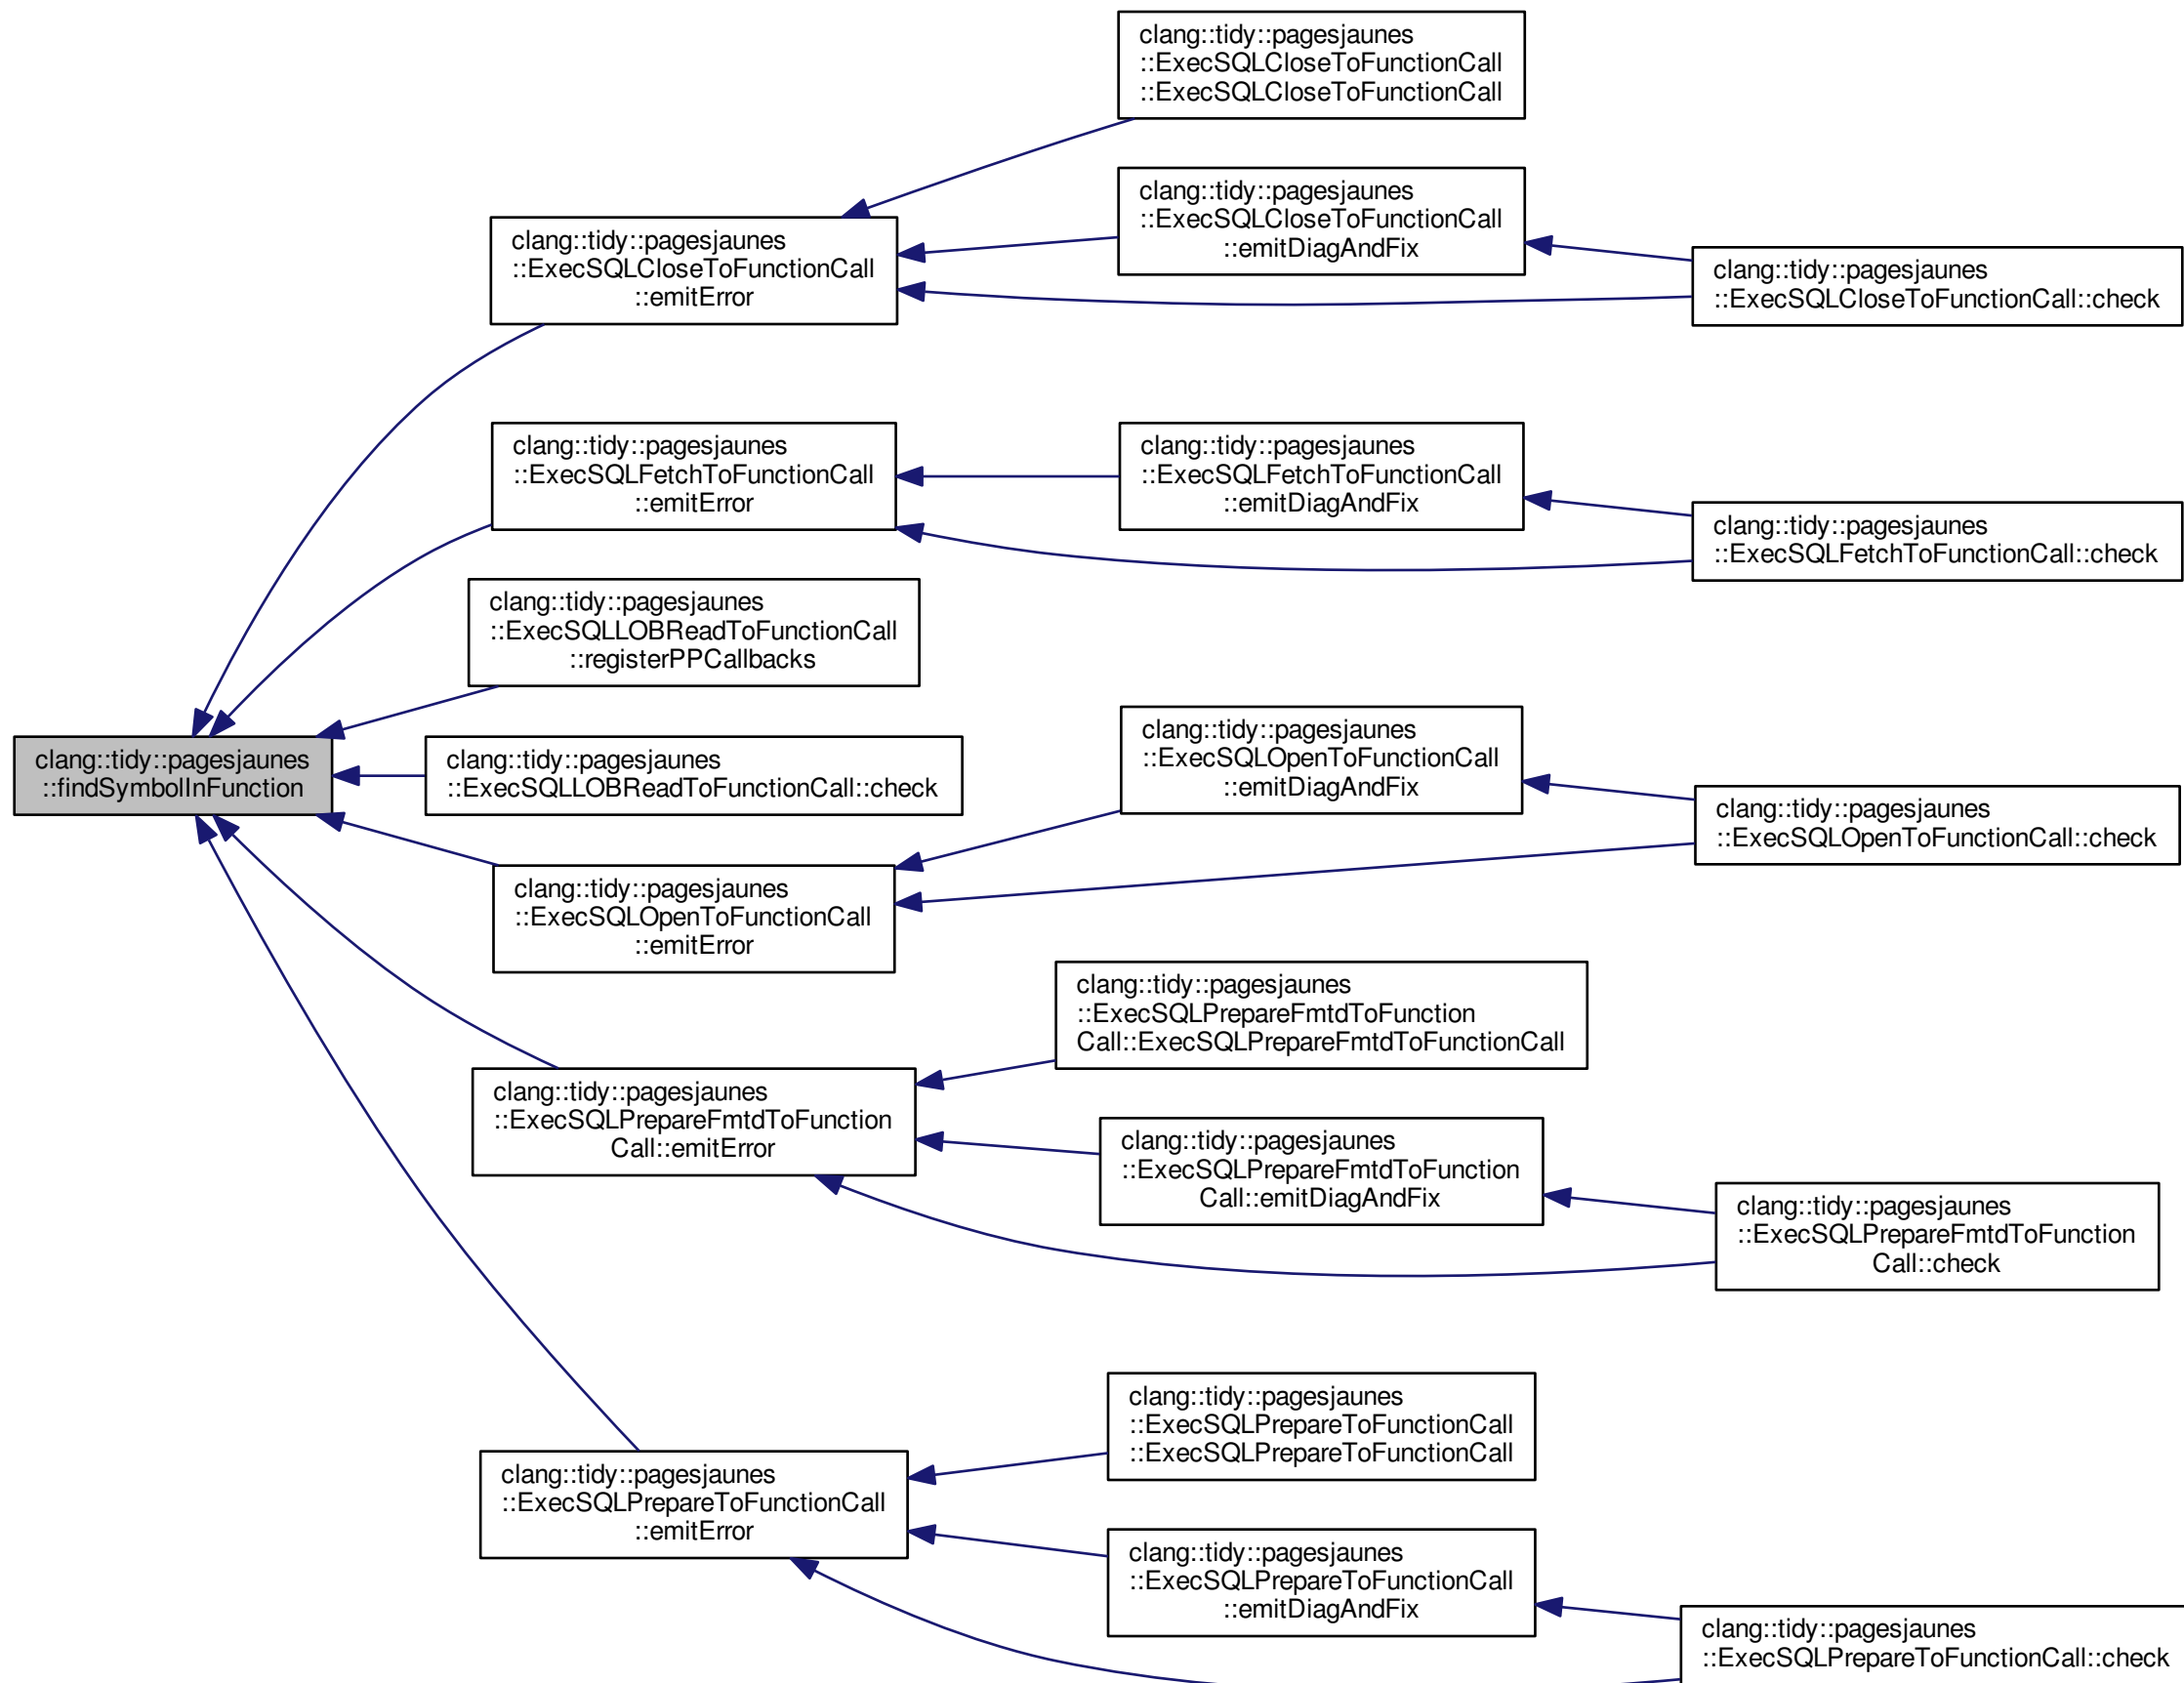 clang::tidy::pagesjaunes
::ExecSQLCloseToFunctionCall
::ExecSQLCloseToFunctionCall
clang::tidy::pagesjaunes
::ExecSQLCloseToFunctionCall
::emitDiagAndFix
clang::tidy::pagesjaunes
::ExecSQLCloseToFunctionCall
::emitError
clang::tidy::pagesjaunes
::ExecSQLCloseToFunctionCall::check
clang::tidy::pagesjaunes
::ExecSQLFetchToFunctionCall
::emitError
clang::tidy::pagesjaunes
::ExecSQLFetchToFunctionCall
::emitDiagAndFix
clang::tidy::pagesjaunes
::ExecSQLFetchToFunctionCall::check
clang::tidy::pagesjaunes
::ExecSQLLOBReadToFunctionCall
::registerPPCallbacks
clang::tidy::pagesjaunes
::findSymbolInFunction
clang::tidy::pagesjaunes
::ExecSQLLOBReadToFunctionCall::check
clang::tidy::pagesjaunes
::ExecSQLOpenToFunctionCall
::emitDiagAndFix
clang::tidy::pagesjaunes
::ExecSQLOpenToFunctionCall::check
clang::tidy::pagesjaunes
::ExecSQLOpenToFunctionCall
::emitError
clang::tidy::pagesjaunes
::ExecSQLPrepareFmtdToFunction
Call::ExecSQLPrepareFmtdToFunctionCall
clang::tidy::pagesjaunes
::ExecSQLPrepareFmtdToFunction
Call::emitError
clang::tidy::pagesjaunes
::ExecSQLPrepareFmtdToFunction
Call::emitDiagAndFix
clang::tidy::pagesjaunes
::ExecSQLPrepareFmtdToFunction
Call::check
clang::tidy::pagesjaunes
::ExecSQLPrepareToFunctionCall
::ExecSQLPrepareToFunctionCall
clang::tidy::pagesjaunes
::ExecSQLPrepareToFunctionCall
::emitError
clang::tidy::pagesjaunes
::ExecSQLPrepareToFunctionCall
::emitDiagAndFix
clang::tidy::pagesjaunes
::ExecSQLPrepareToFunctionCall::check